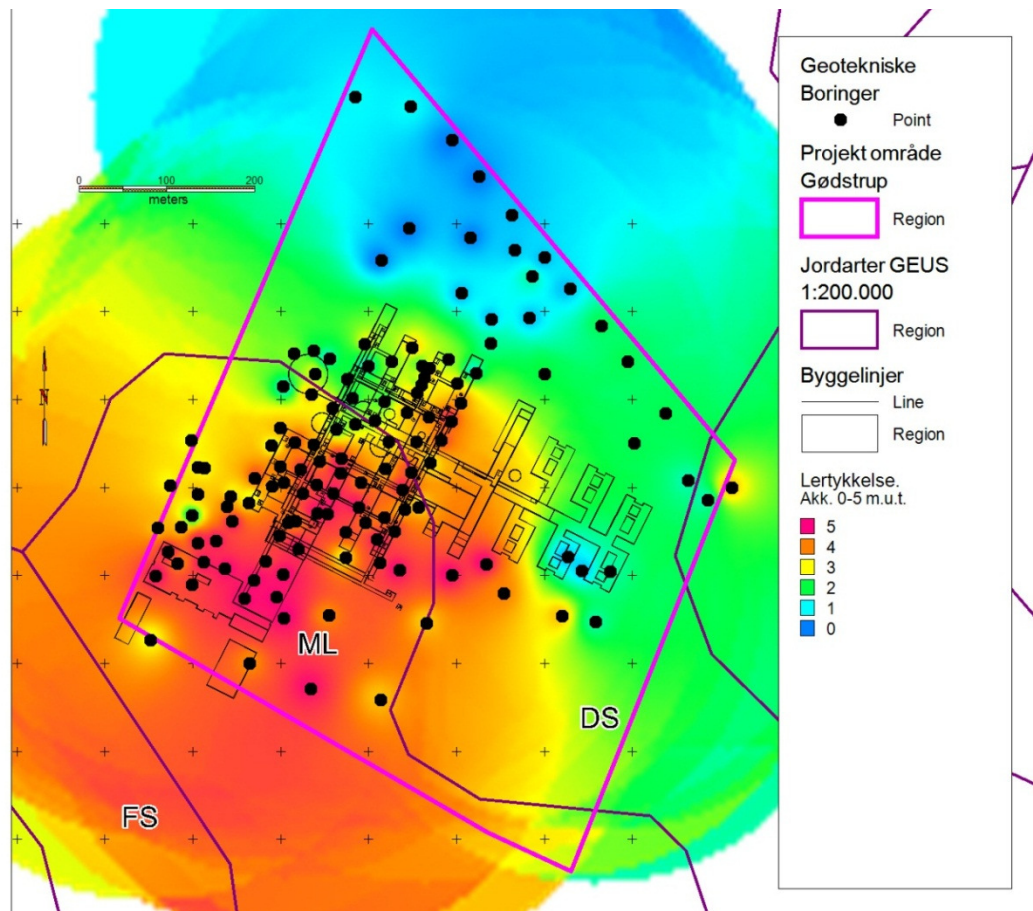 0 100 200
meters
N
ML
DS
FS
Geotekniske
Boringer
Point
Projekt område
Gødstrup
Region
Jordarter GEUS
1:200.000
Region
Byggelinjer
Line
Region
Lertykkelse.
Akk. 0-5 m.u.t.
5
4
3
2
1
0